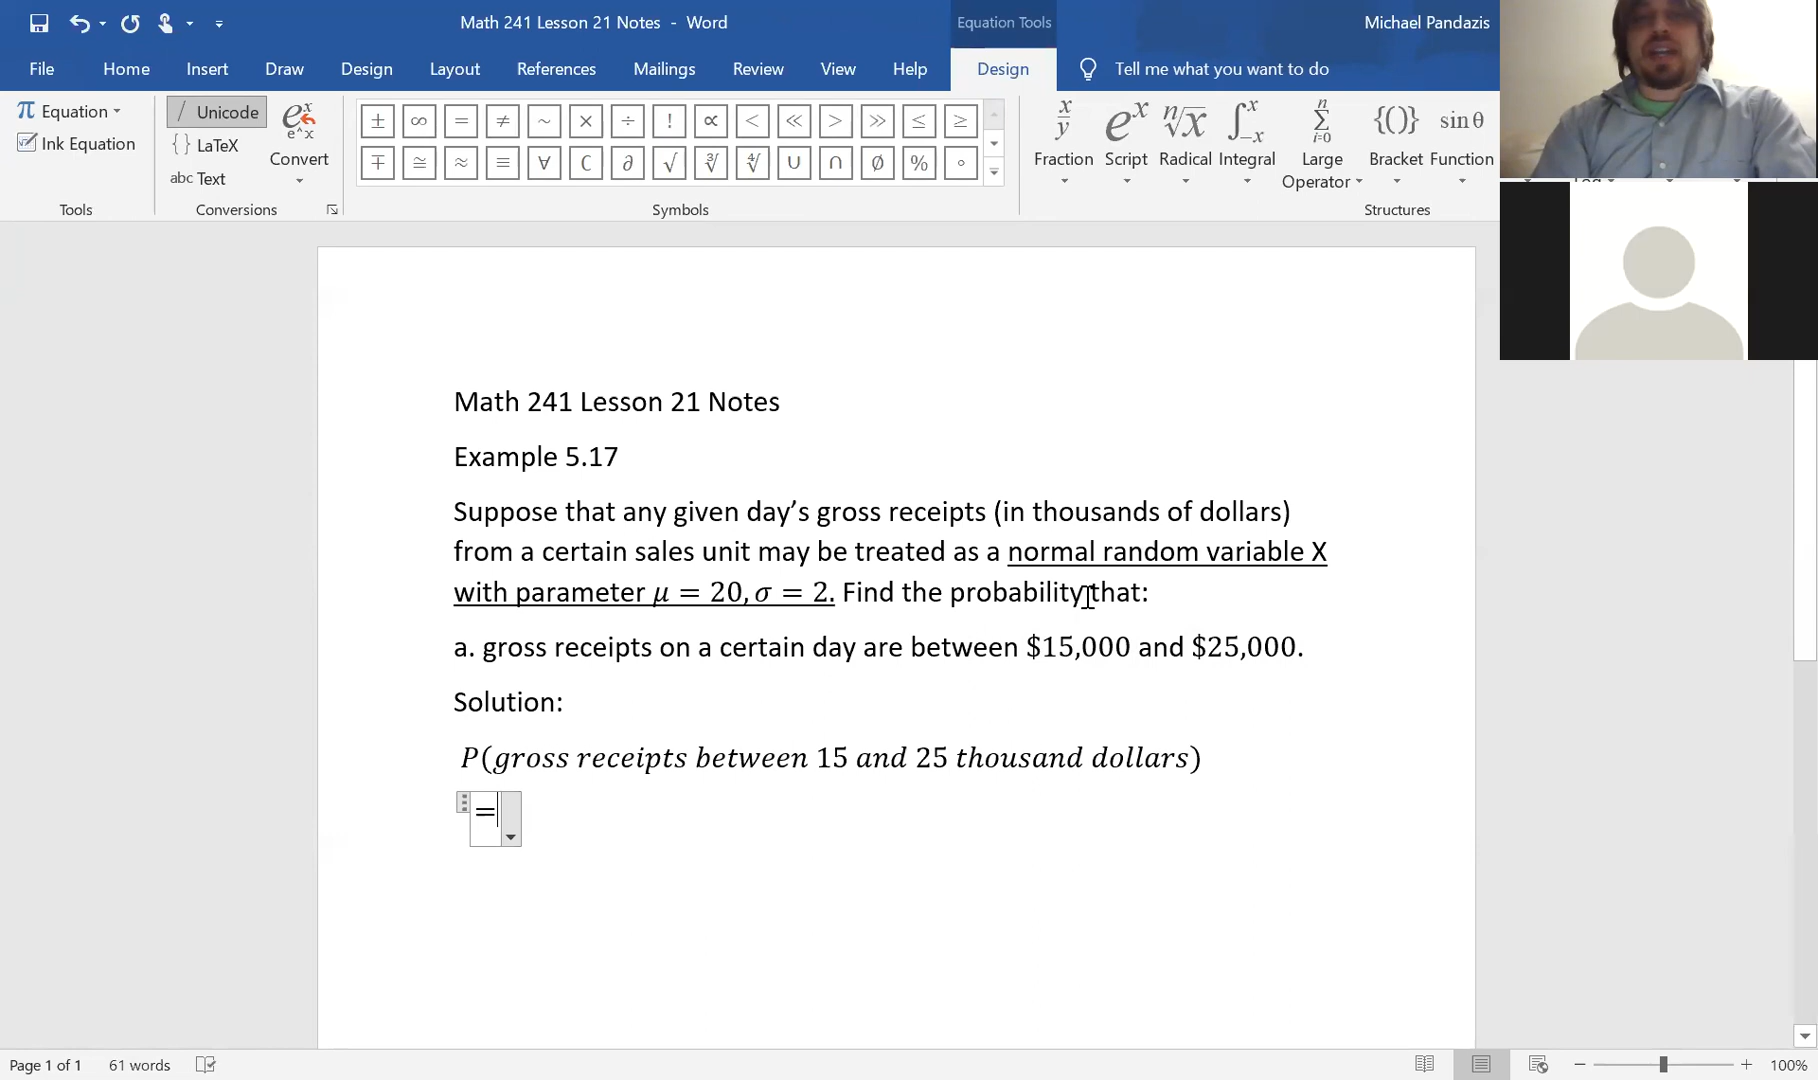 Math 241 Lesson 21 Notes - Word
Equation Tools
Michael Pandazis
File Home Insert Draw Design Layout References Mailings Review View Help Design Tell me what you want to do
π Equation
Ink Equation
Tools
/ Unicode
{} LaTeX
abc Text
eˣ
e^x
Convert
Conversions
± ∞ = ≠ ~ × ÷ ! ∝ < ≪ > ≫ ≤ ≥
∓ ≅ ≈ ≡ ∀ ∁ ∂ √ ∛ ∜ ∪ ∩ ∅ % °
Symbols
x/y Fraction
eˣ Script
ⁿ√x Radical
∫ Integral
Σ Large Operator
{()} Bracket
sinθ Function
Structures
Math 241 Lesson 21 Notes
Example 5.17
Suppose that any given day’s gross receipts (in thousands of dollars)
from a certain sales unit may be treated as a normal random variable X
with parameter μ = 20, σ = 2. Find the probability that:
a. gross receipts on a certain day are between $15,000 and $25,000.
Solution:
P(gross receipts between 15 and 25 thousand dollars)
=
Page 1 of 1 61 words
100%